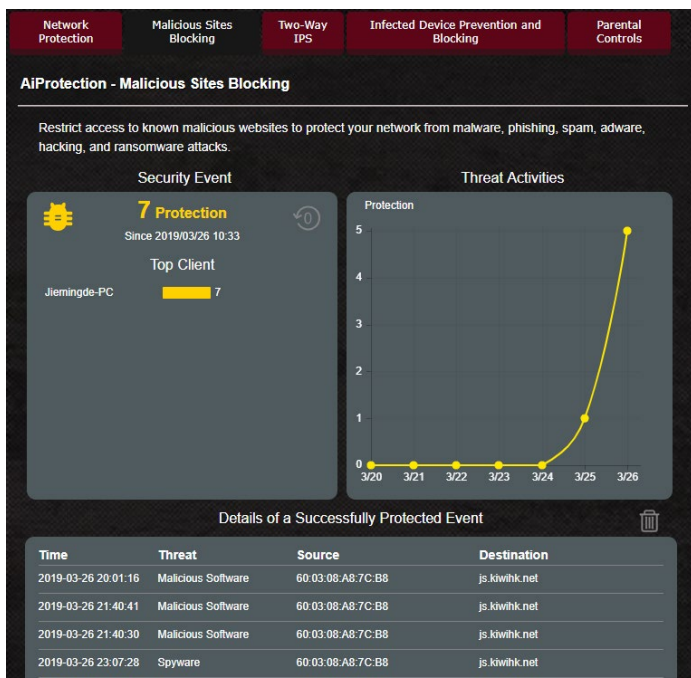 Network Protection
Malicious Sites Blocking
Two-Way IPS
Infected Device Prevention and Blocking
Parental Controls
AiProtection - Malicious Sites Blocking
Restrict access to known malicious websites to protect your network from malware, phishing, spam, adware,
hacking, and ransomware attacks.
Security Event
7 Protection
0
Since 2019/03/26 10:33
Top Client
Jiemingde-PC 7
Threat Activities
Protection
5
4
3
2
1
0
3/20 3/21 3/22 3/23 3/24 3/25 3/26
Details of a Successfully Protected Event
Time Threat Source Destination
2019-03-26 20:01:16 Malicious Software 60:03:08:A8:7C:B8 js.kiwihk.net
2019-03-26 21:40:41 Malicious Software 60:03:08:A8:7C:B8 js.kiwihk.net
2019-03-26 21:40:30 Malicious Software 60:03:08:A8:7C:B8 js.kiwihk.net
2019-03-26 23:07:28 Spyware 60:03:08:A8:7C:B8 js.kiwihk.net